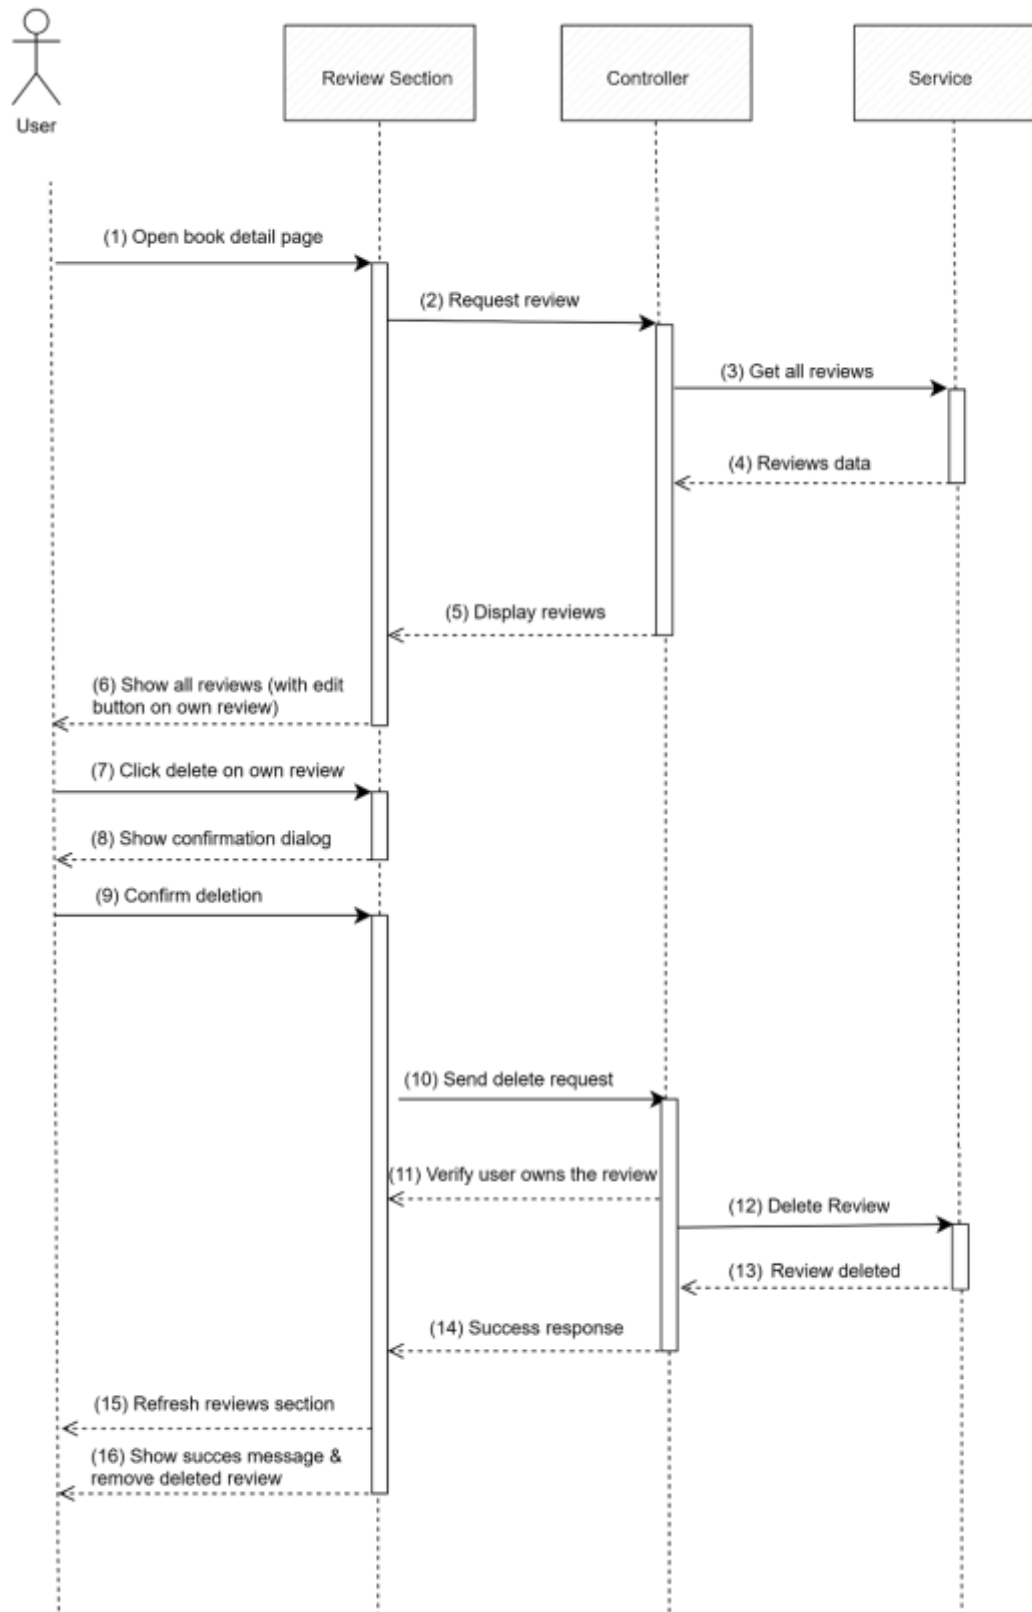 User
Review Section
Controller
Service
(1) Open book detail page
(2) Request review
(3) Get all reviews
(4) Reviews data
(5) Display reviews
(6) Show all reviews (with edit
button on own review)
(7) Click delete on own review
(8) Show confirmation dialog
(9) Confirm deletion
(10) Send delete request
(11) Verify user owns the review
(12) Delete Review
(13) Review deleted
(14) Success response
(15) Refresh reviews section
(16) Show succes message &
remove deleted review